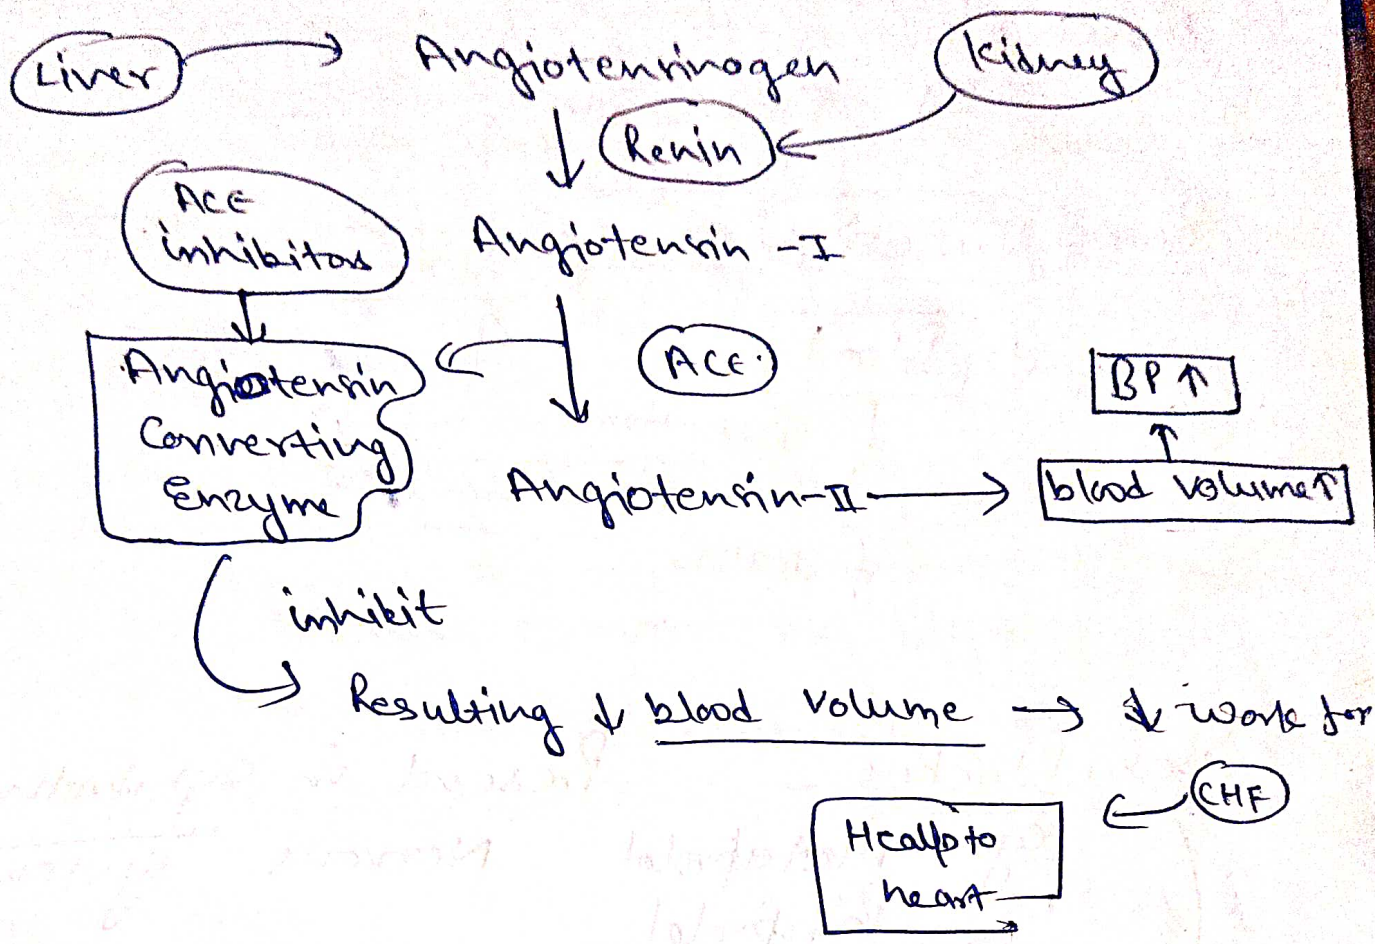 Liver → Angiotensinogen Kidney
↓ Renin
ACE
inhibitors
Angiotensin - I
Angiotensin
Converting
Enzyme
ACE
BP ↑
Angiotensin-II → blood volume↑
inhibit
Resulting ↓ blood volume → ↓ work for
CHF
Healp to
heart